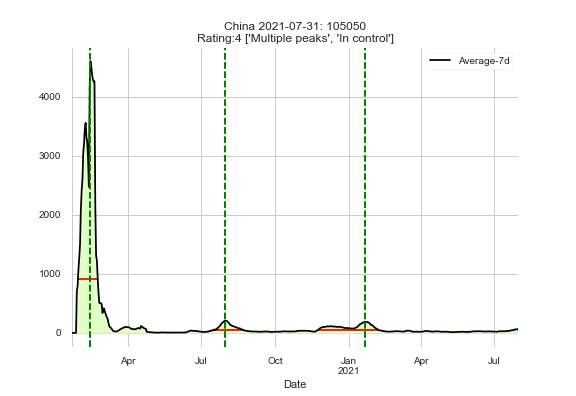 China 2021-07-31: 105050
Rating:4 ['Multiple peaks', 'In control']
Average-7d
4000
3000
2000
1000
0
Apr Jul Oct Jan Apr Jul
2021
Date